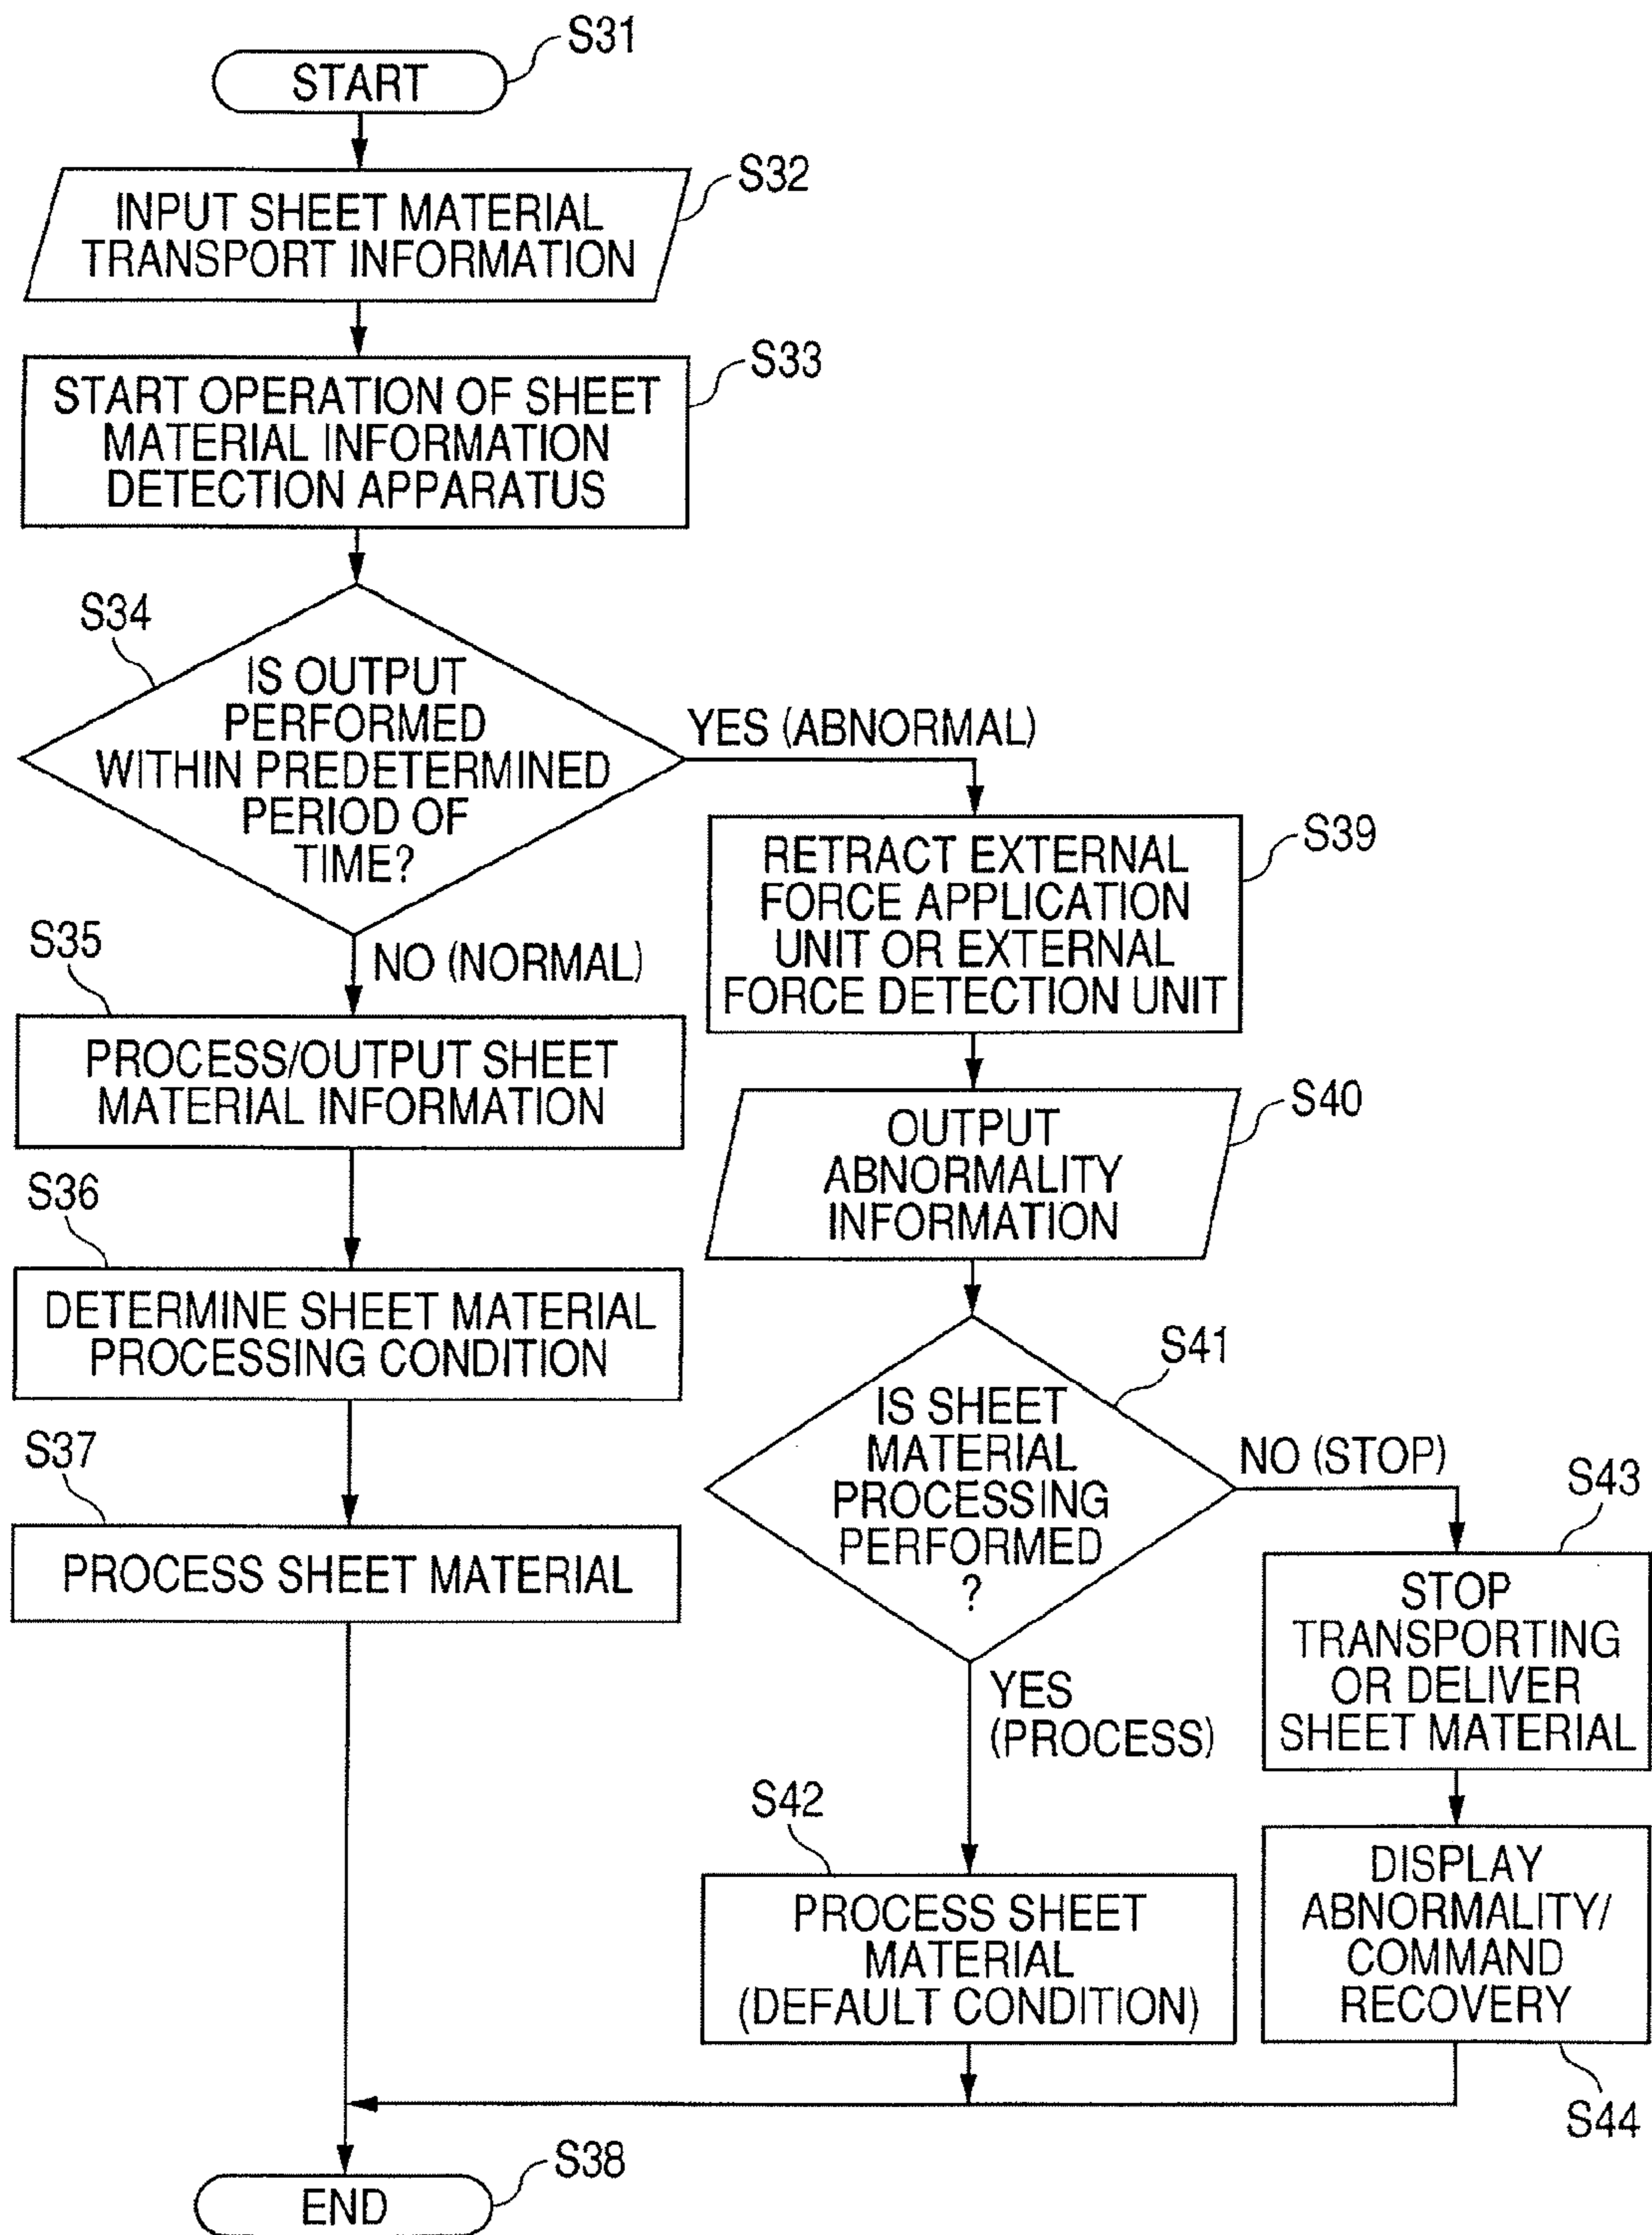 S31
START
S32
INPUT SHEET MATERIAL
TRANSPORT INFORMATION
S33
START OPERATION OF SHEET
MATERIAL INFORMATION
DETECTION APPARATUS
S34
IS OUTPUT
PERFORMED
WITHIN PREDETERMINED
PERIOD OF
TIME?
YES (ABNORMAL)
NO (NORMAL)
S35
PROCESS/OUTPUT SHEET
MATERIAL INFORMATION
S36
DETERMINE SHEET MATERIAL
PROCESSING CONDITION
S37
PROCESS SHEET MATERIAL
S39
RETRACT EXTERNAL
FORCE APPLICATION
UNIT OR EXTERNAL
FORCE DETECTION UNIT
S40
OUTPUT
ABNORMALITY
INFORMATION
S41
IS SHEET
MATERIAL
PROCESSING
PERFORMED
?
NO (STOP)
YES
(PROCESS)
S42
PROCESS SHEET
MATERIAL
(DEFAULT CONDITION)
S43
STOP
TRANSPORTING
OR DELIVER
SHEET MATERIAL
DISPLAY
ABNORMALITY/
COMMAND
RECOVERY
S44
S38
END